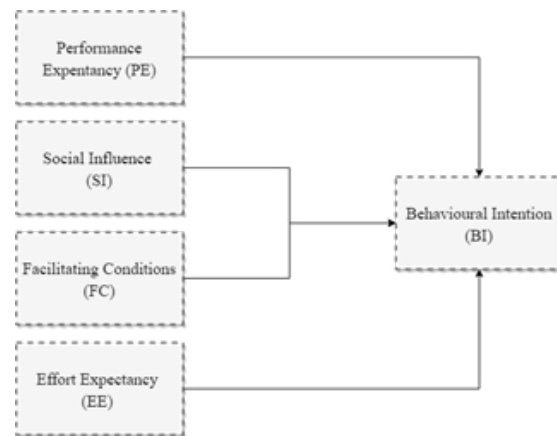 Performance
Expentancy (PE)
Social Influence
(SI)
Facilitating Conditions
(FC)
Effort Expectancy
(EE)
Behavioural Intention
(BI)